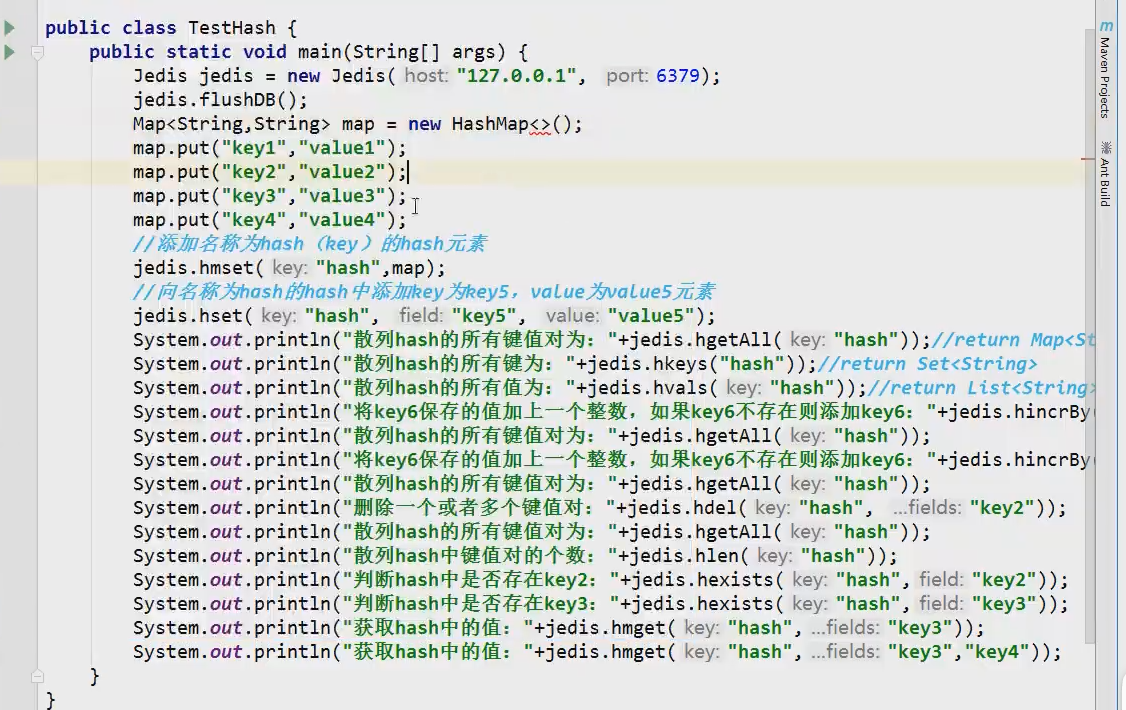 public class TestHash {
public static void main(String[] args) {
Jedis jedis = new Jedis( host: "127.0.0.1", port: 6379);
jedis.flushDB();
Map<String,String> map = new HashMap<>();
map.put("key1","value1");
map.put("key2","value2");
map.put("key3","value3");
map.put("key4","value4");
//添加名称为hash（key）的hash元素
jedis.hmset( key: "hash",map);
//向名称为hash的hash中添加key为key5，value为value5元素
jedis.hset( key: "hash", field: "key5", value: "value5");
System.out.println("散列hash的所有键值对为："+jedis.hgetAll( key: "hash"));//return Map<St
System.out.println("散列hash的所有键为："+jedis.hkeys("hash"));//return Set<String>
System.out.println("散列hash的所有值为："+jedis.hvals( key: "hash"));//return List<String>
System.out.println("将key6保存的值加上一个整数，如果key6不存在则添加key6："+jedis.hincrBy(
System.out.println("散列hash的所有键值对为："+jedis.hgetAll( key: "hash"));
System.out.println("将key6保存的值加上一个整数，如果key6不存在则添加key6："+jedis.hincrBy(
System.out.println("散列hash的所有键值对为："+jedis.hgetAll( key: "hash"));
System.out.println("删除一个或者多个键值对："+jedis.hdel( key: "hash", ...fields: "key2"));
System.out.println("散列hash的所有键值对为："+jedis.hgetAll( key: "hash"));
System.out.println("散列hash中键值对的个数："+jedis.hlen( key: "hash"));
System.out.println("判断hash中是否存在key2："+jedis.hexists( key: "hash", field: "key2"));
System.out.println("判断hash中是否存在key3："+jedis.hexists( key: "hash", field: "key3"));
System.out.println("获取hash中的值："+jedis.hmget( key: "hash", ...fields: "key3"));
System.out.println("获取hash中的值："+jedis.hmget( key: "hash", ...fields: "key3","key4"));
}
}
m Maven Projects
Ant Build